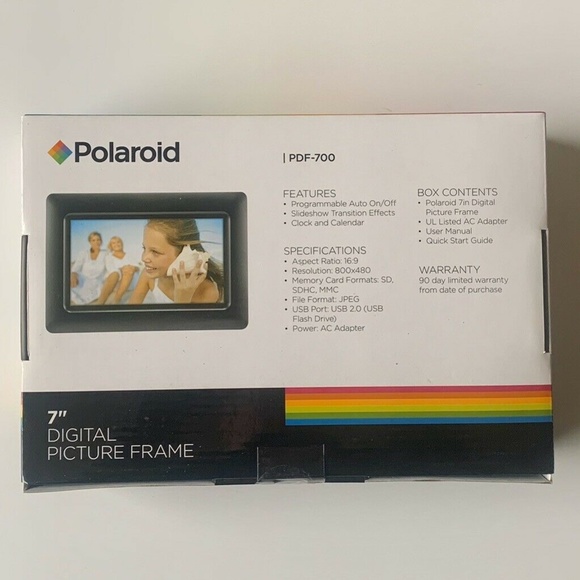 Polaroid
| PDF-700
FEATURES
• Programmable Auto On/Off
• Slideshow Transition Effects
• Clock and Calendar
SPECIFICATIONS
• Aspect Ratio: 16:9
• Resolution: 800x480
• Memory Card Formats: SD,
SDHC, MMC
• File Format: JPEG
• USB Port: USB 2.0 (USB
Flash Drive)
• Power: AC Adapter
BOX CONTENTS
• Polaroid 7in Digital
Picture Frame
• UL Listed AC Adapter
• User Manual
• Quick Start Guide
WARRANTY
90 day limited warranty
from date of purchase
7"
DIGITAL
PICTURE FRAME